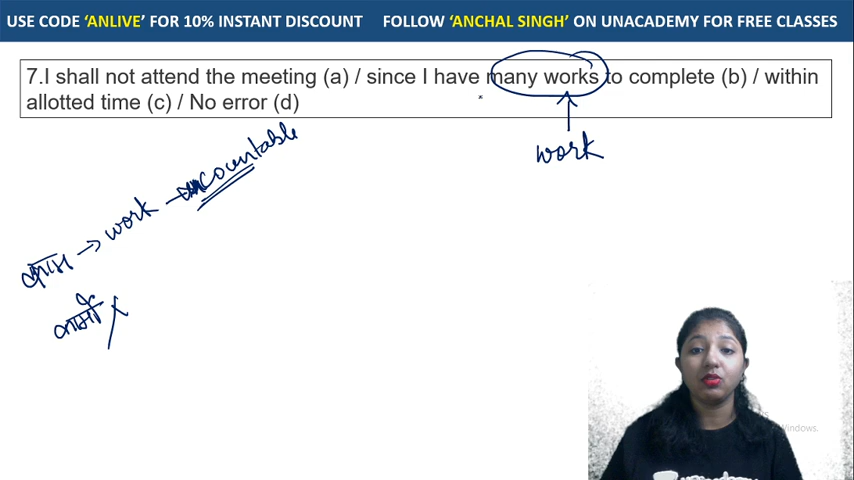 USE CODE ‘ANLIVE’ FOR 10% INSTANT DISCOUNT FOLLOW ‘ANCHAL SINGH’ ON UNACADEMY FOR FREE CLASSES
7.I shall not attend the meeting (a) / since I have many works to complete (b) / within
allotted time (c) / No error (d)
work
काम → work → uncountable
Windows.